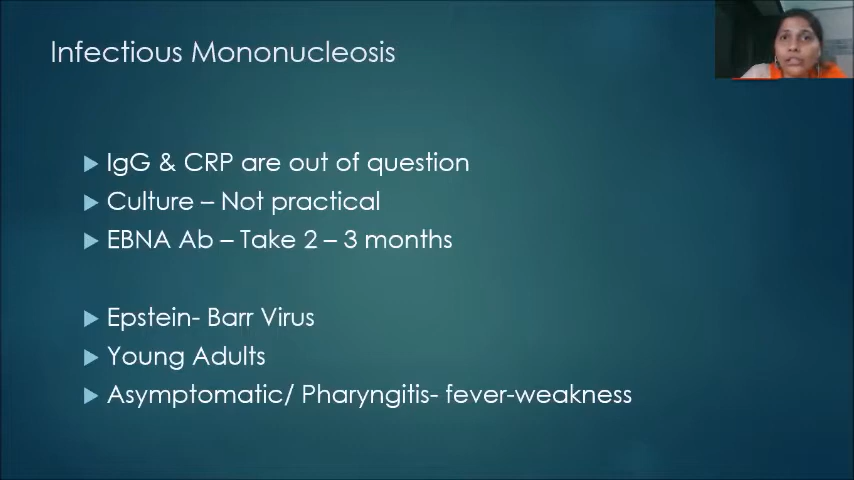 Infectious Mononucleosis
IgG & CRP are out of question
Culture – Not practical
EBNA Ab – Take 2 – 3 months
Epstein- Barr Virus
Young Adults
Asymptomatic/ Pharyngitis- fever-weakness